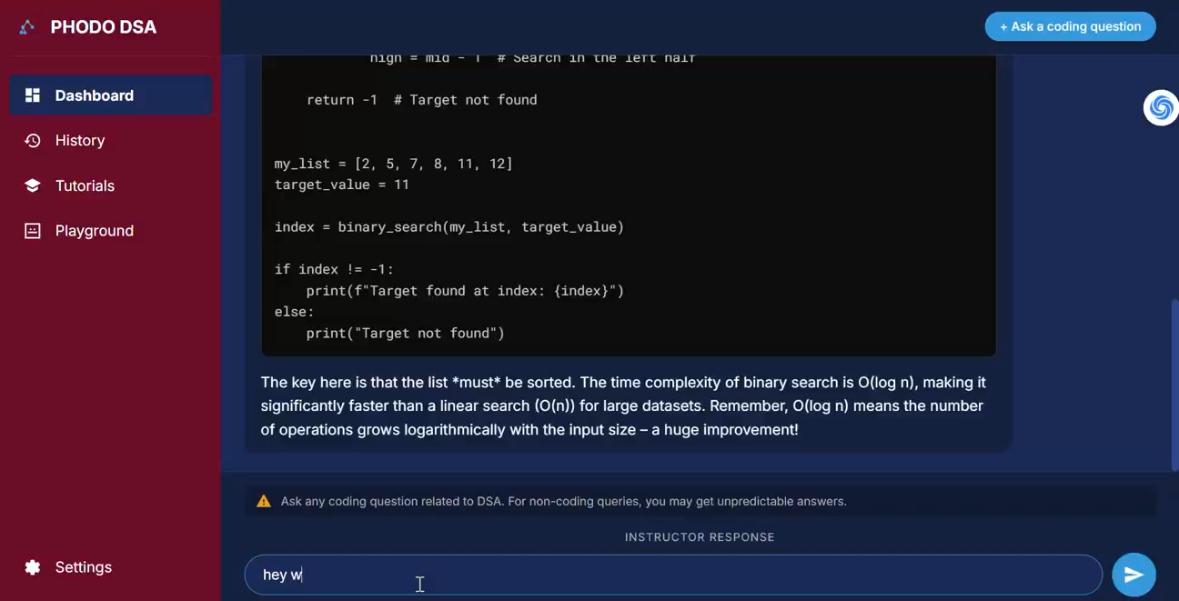 PHODO DSA
+ Ask a coding question
Dashboard
History
Tutorials
Playground
Settings
high = mid - 1  # Search in the left half
return -1  # Target not found
my_list = [2, 5, 7, 8, 11, 12]
target_value = 11
index = binary_search(my_list, target_value)
if index != -1:
print(f"Target found at index: {index}")
else:
print("Target not found")
The key here is that the list *must* be sorted. The time complexity of binary search is O(log n), making it
significantly faster than a linear search (O(n)) for large datasets. Remember, O(log n) means the number
of operations grows logarithmically with the input size – a huge improvement!
Ask any coding question related to DSA. For non-coding queries, you may get unpredictable answers.
INSTRUCTOR RESPONSE
hey w